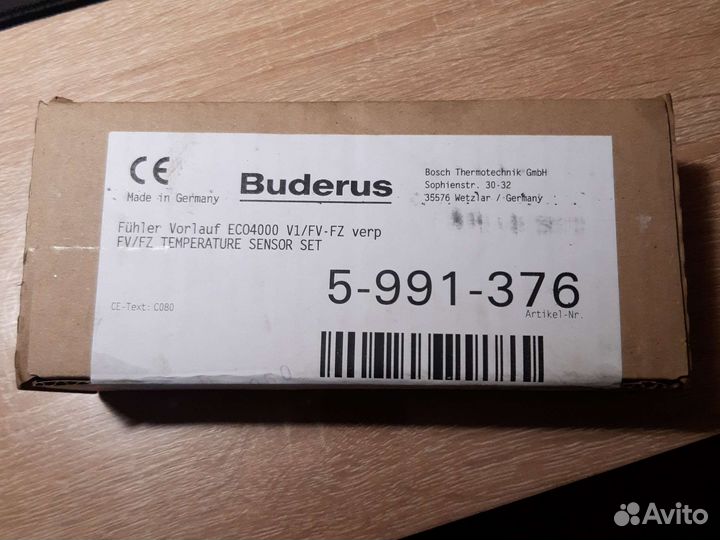 CE
Made in Germany
Buderus
Bosch Thermotechnik GmbH
Sophienstr. 30-32
35576 Wetzlar / Germany
Fühler Vorlauf ECO4000 V1/FV-FZ verp
FV/FZ TEMPERATURE SENSOR SET
5-991-376
CE-Text: C080
Artikel-Nr.
Avito